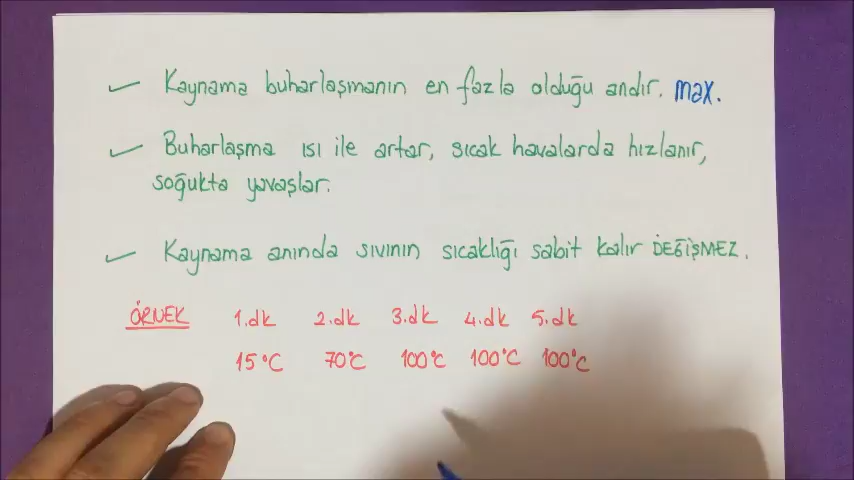 ✓ Kaynama buharlaşmanın en fazla olduğu andır. max.
✓ Buharlaşma ısı ile artar, sıcak havalarda hızlanır,
soğukta yavaşlar.
✓ Kaynama anında sıvının sıcaklığı sabit kalır DEĞİŞMEZ.
ÖRNEK 1.dk 2.dk 3.dk 4.dk 5.dk
15°C 70°C 100°C 100°C 100°C